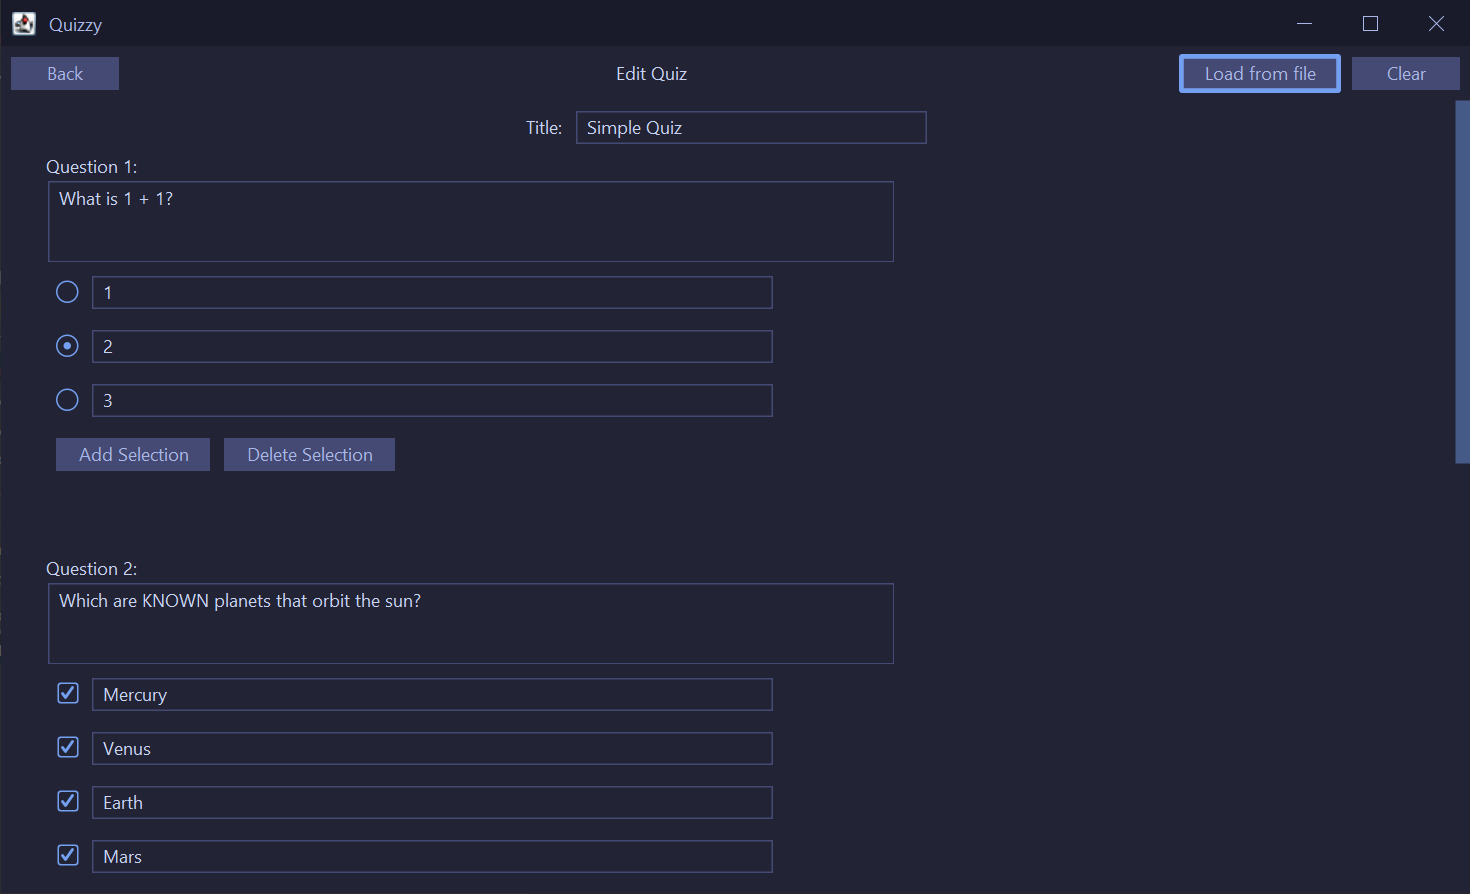 Quizzy
Back
Edit Quiz
Load from file
Clear
Title:
Simple Quiz
Question 1:
What is 1 + 1?
1
2
3
Add Selection
Delete Selection
Question 2:
Which are KNOWN planets that orbit the sun?
Mercury
Venus
Earth
Mars